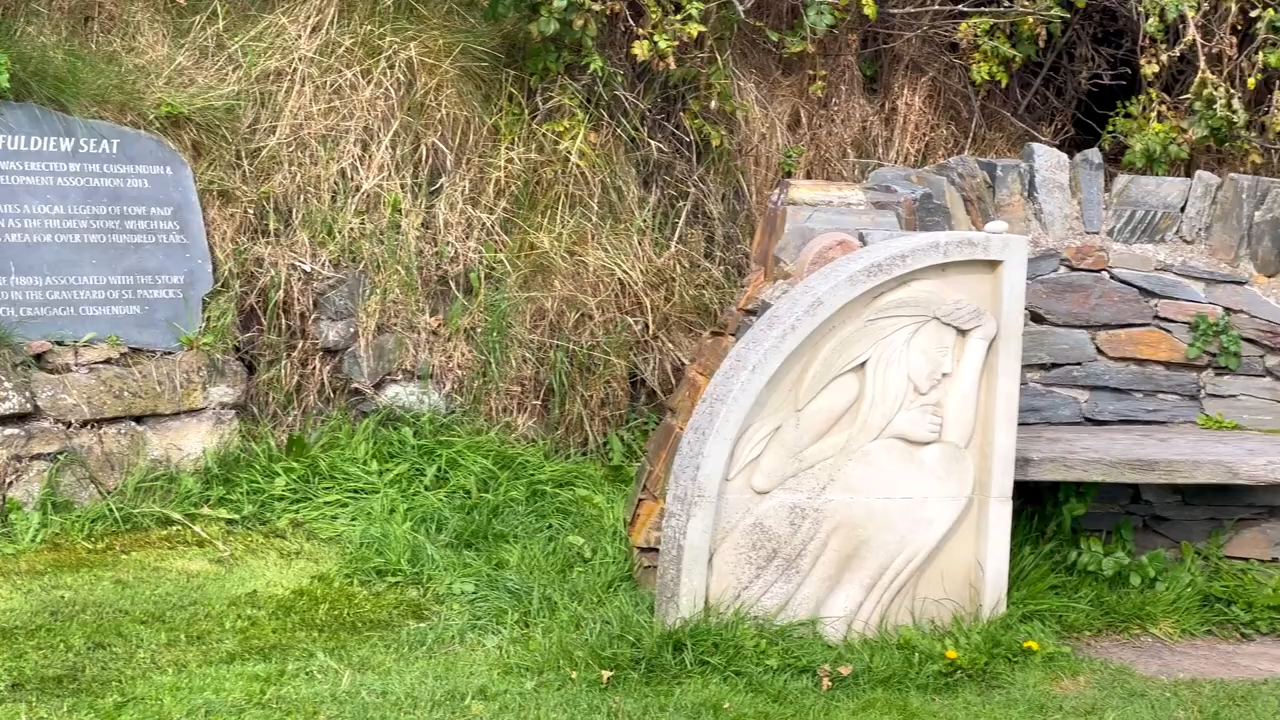 FULDIEW SEAT
WAS ERECTED BY THE CUSHENDUN &
ELOPMENT ASSOCIATION 2013.
ATES A LOCAL LEGEND OF LOVE AND
N AS THE FULDIEW STORY, WHICH HAS
AREA FOR OVER TWO HUNDRED YEARS.
(1803) ASSOCIATED WITH THE STORY
D IN THE GRAVEYARD OF ST. PATRICK'S
CH, CRAIGAGH, CUSHENDUN.